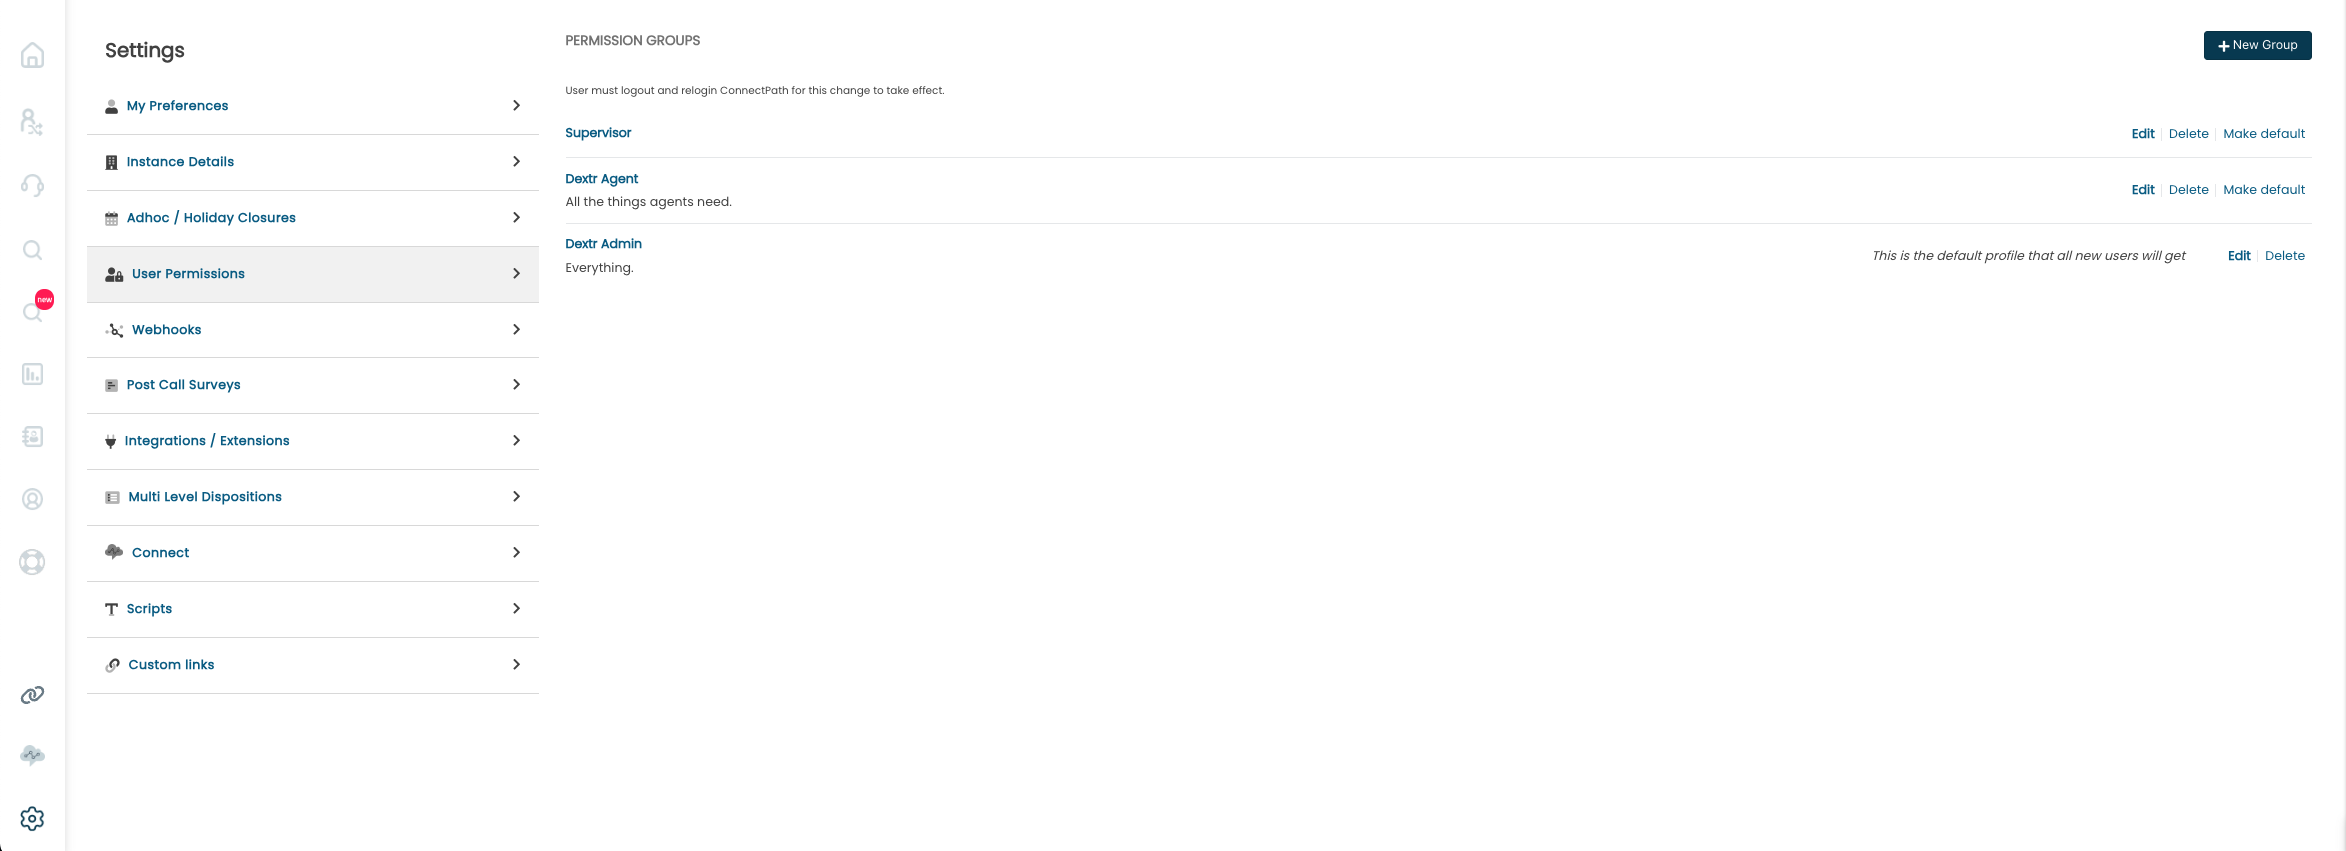 Settings
My Preferences
Instance Details
Adhoc / Holiday Closures
User Permissions
new
Webhooks
Post Call Surveys
Integrations / Extensions
Multi Level Dispositions
Connect
Scripts
Custom links
PERMISSION GROUPS
New Group
User must logout and relogin ConnectPath for this change to take effect.
Supervisor
Edit Delete Make default
Dextr Agent
All the things agents need.
Edit Delete Make default
Dextr Admin
Everything.
This is the default profile that all new users will get
Edit Delete